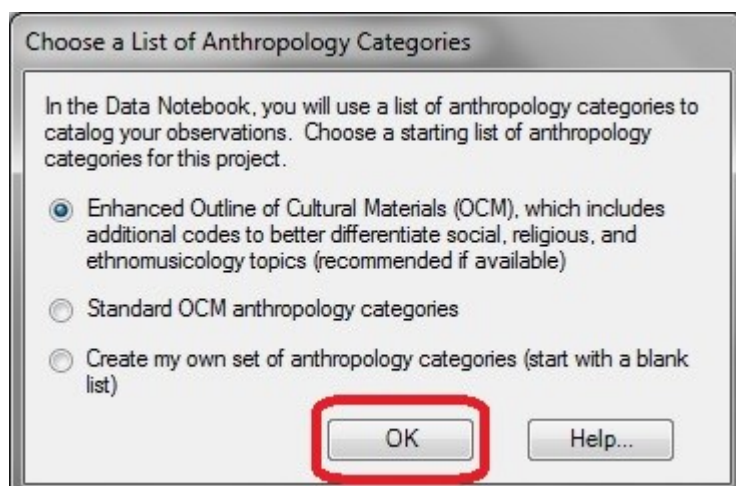 Choose a List of Anthropology Categories
In the Data Notebook, you will use a list of anthropology categories to
catalog your observations.  Choose a starting list of anthropology
categories for this project.
Enhanced Outline of Cultural Materials (OCM), which includes
additional codes to better differentiate social, religious, and
ethnomusicology topics (recommended if available)
Standard OCM anthropology categories
Create my own set of anthropology categories (start with a blank
list)
OK
Help...